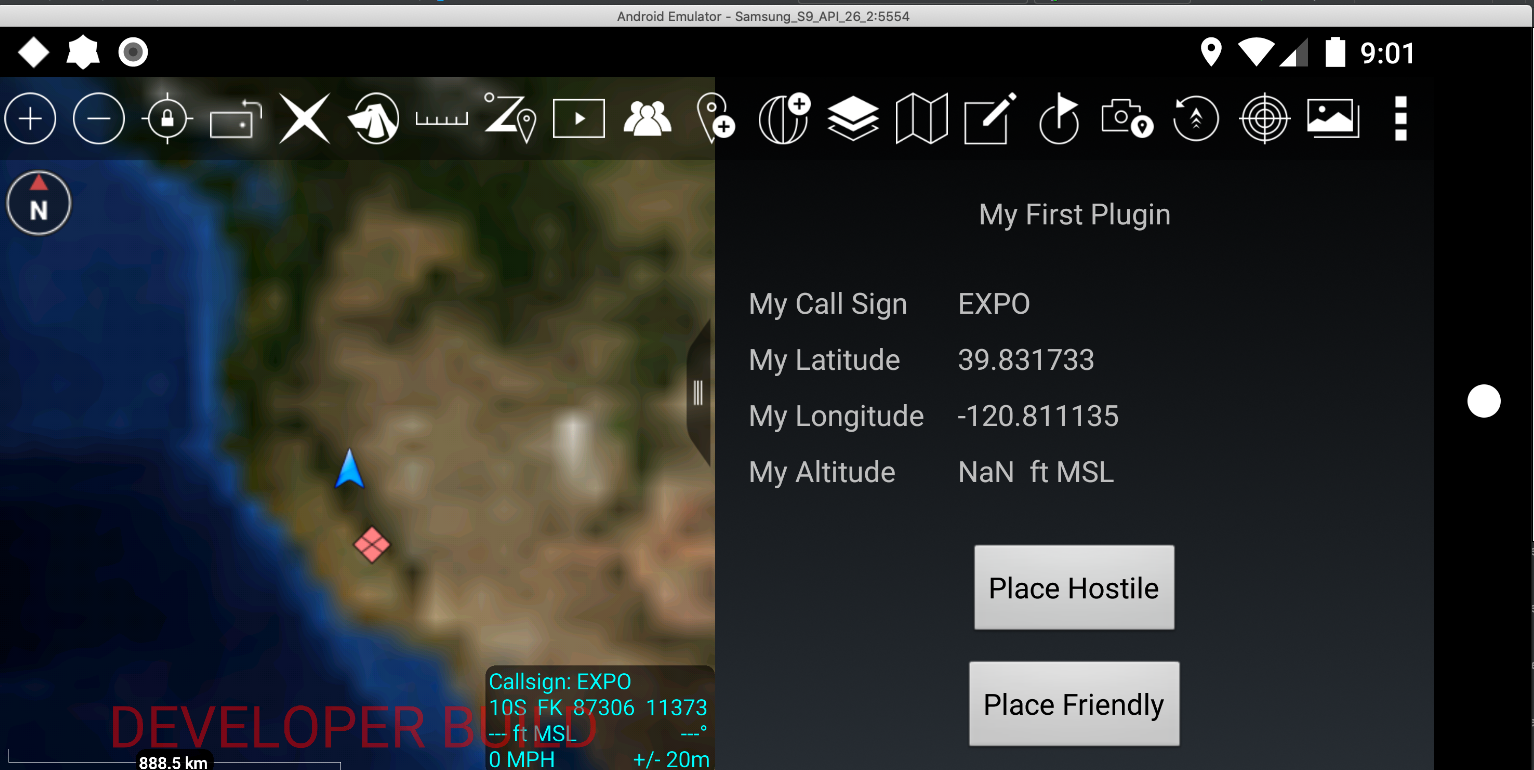 Android Emulator - Samsung_S9_API_26_2:5554
9:01
N
My First Plugin
My Call Sign EXPO
My Latitude 39.831733
My Longitude -120.811135
My Altitude NaN ft MSL
Place Hostile
Place Friendly
Callsign: EXPO
10S FK 87306 11373
--- ft MSL ---°
0 MPH +/- 20m
DEVELOPER BUILD
888.5 km